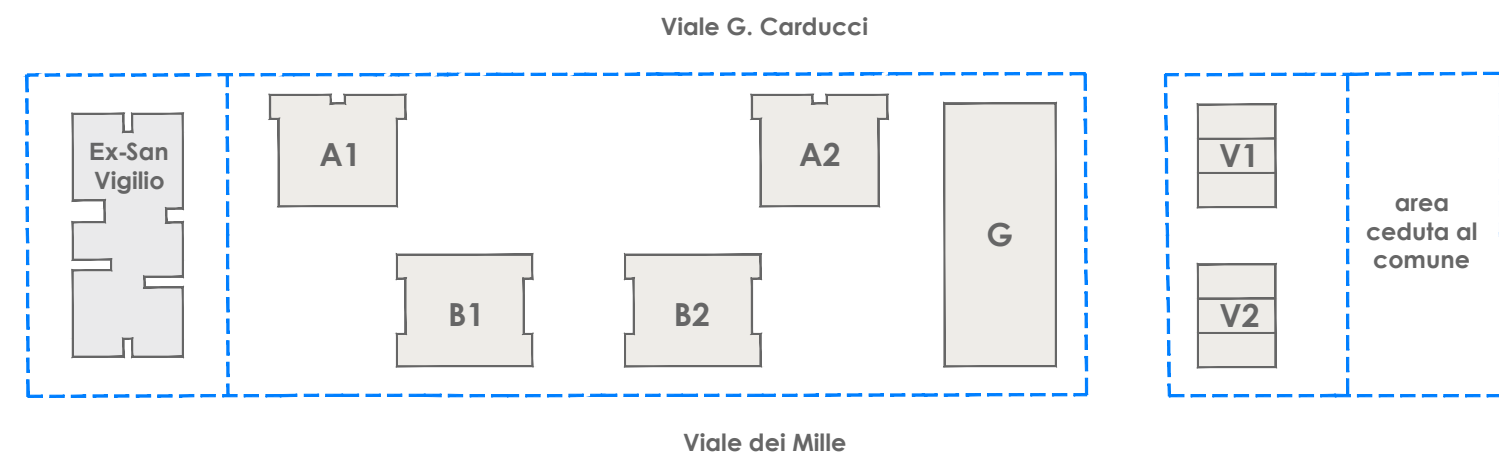 Viale G. Carducci
Ex-San
Vigilio
A1
A2
V1
G
area
ceduta al
comune
B1
B2
V2
Viale dei Mille